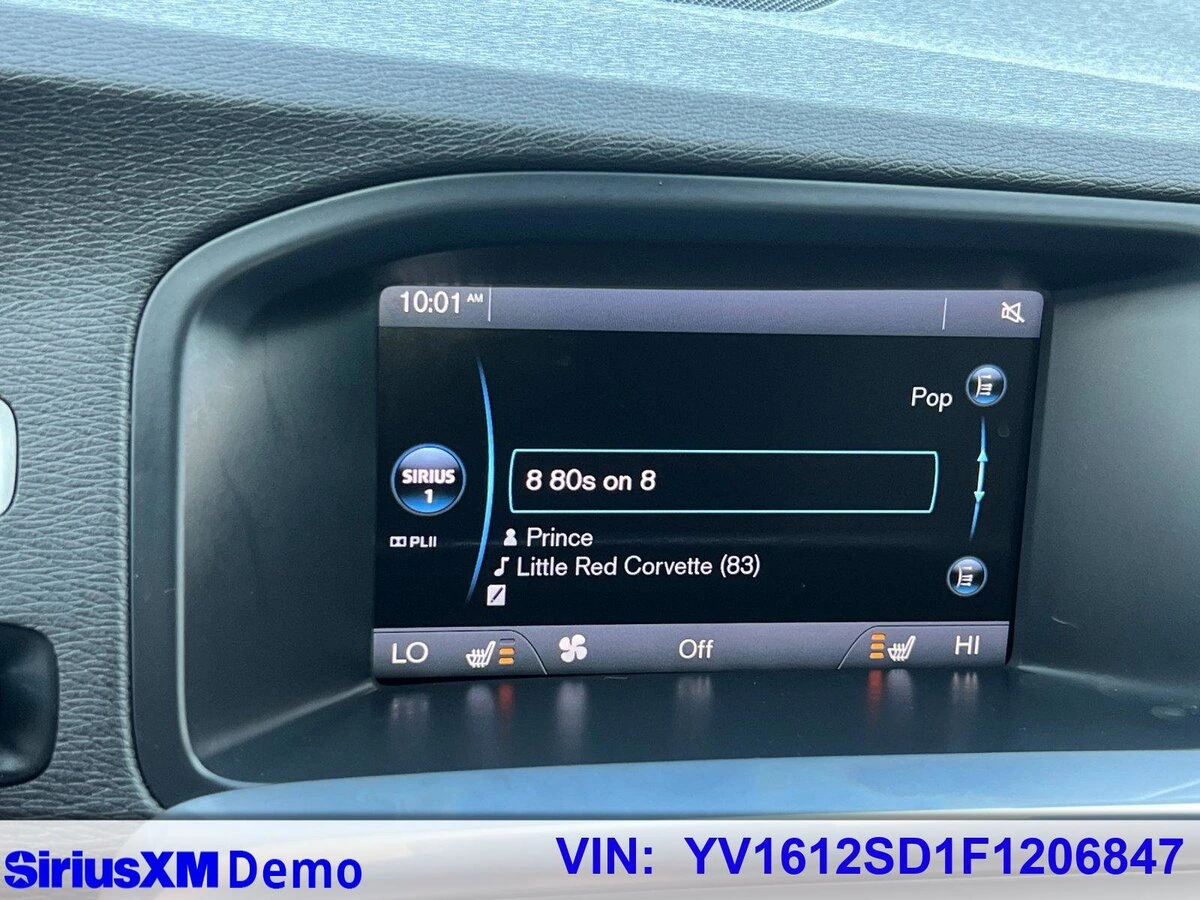 10:01 AM
Pop
SIRIUS
1
8 80s on 8
PLII
Prince
Little Red Corvette (83)
LO
Off
HI
SiriusXM Demo
VIN: YV1612SD1F1206847